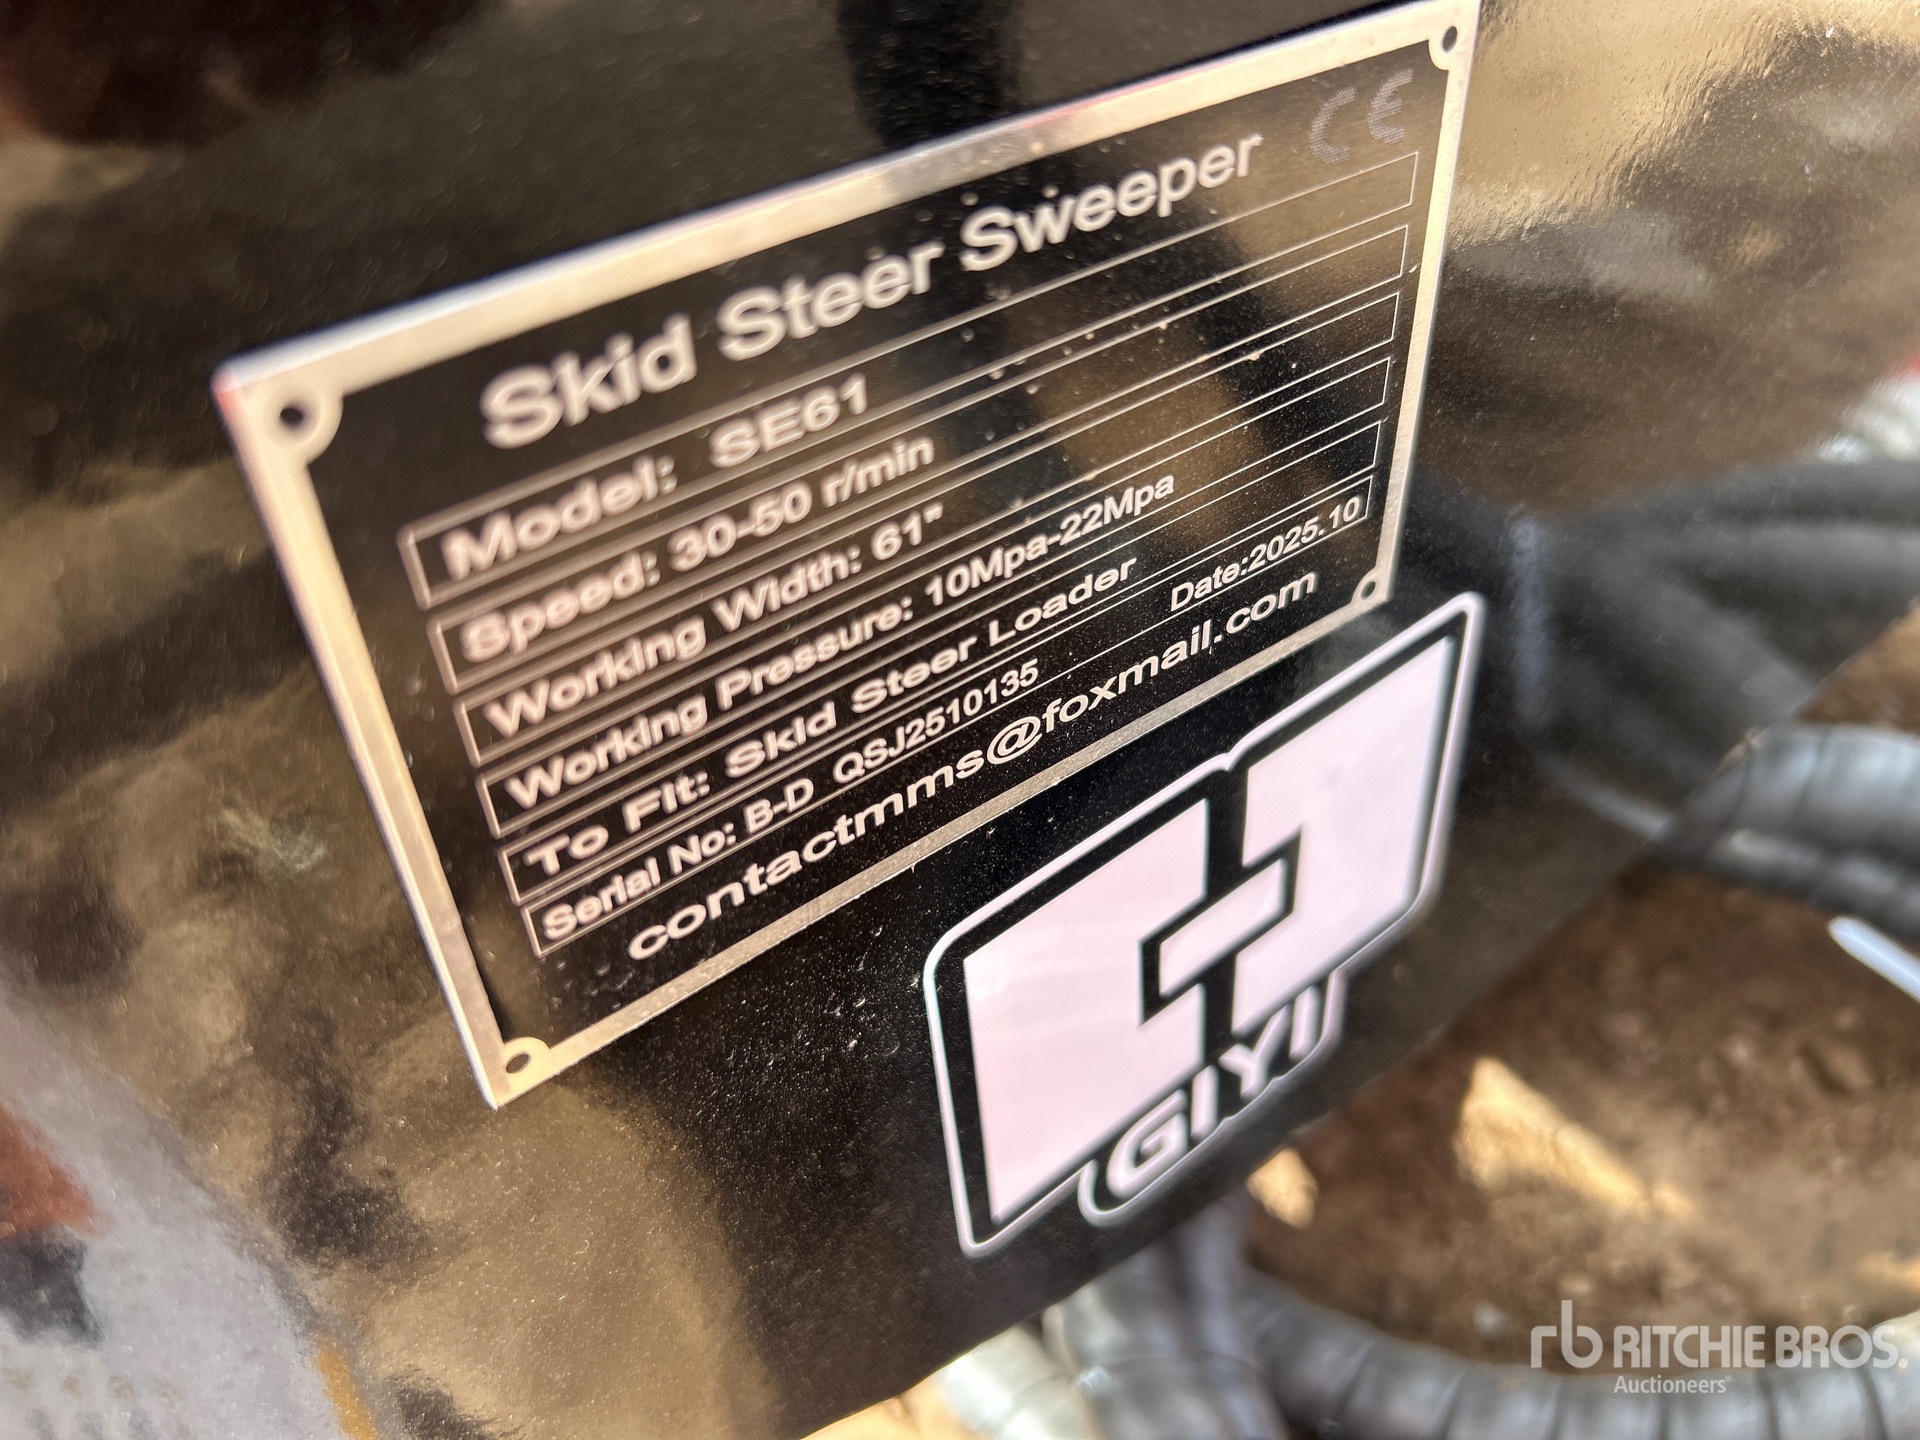 Skid Steer Sweeper CE
Model: SE61
Speed: 30-50 r/min
Working Width: 61"
Working Pressure: 10Mpa-22Mpa
To Fit: Skid Steer Loader
Serial No: B-D QSJ2510135 Date:2025.10
contactmms@foxmail.com
GIYI
rb RITCHIE BROS.
Auctioneers